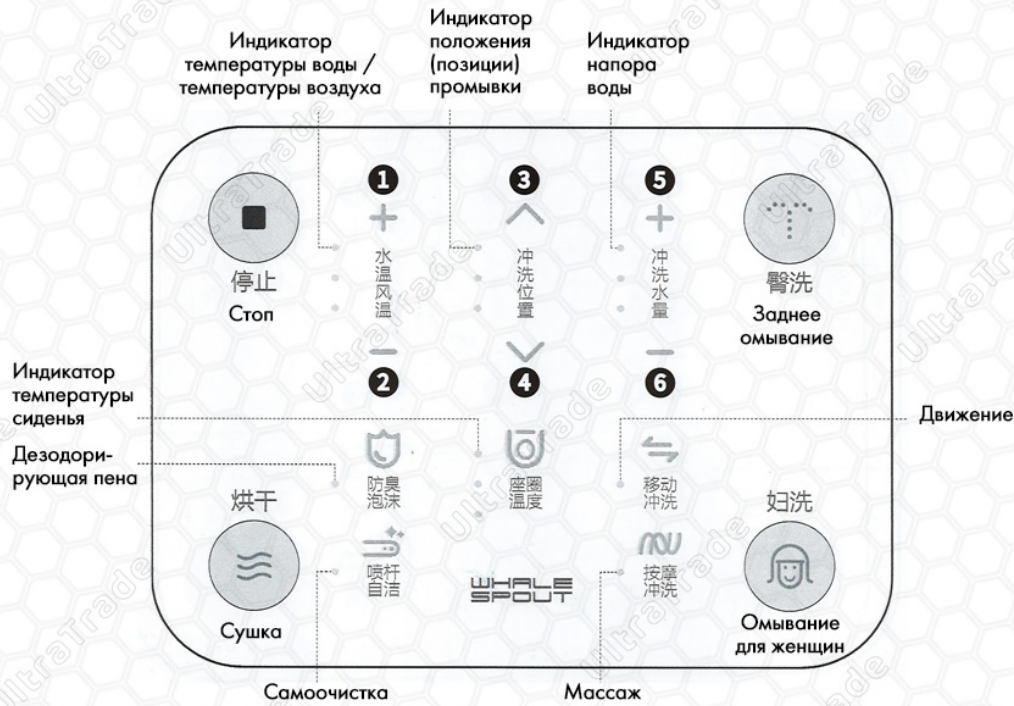 Индикатор
температуры воды /
температуры воздуха
Индикатор
положения
(позиции)
промывки
Индикатор
напора
воды
1
3
5
停止
Стоп
水温风温
冲洗位置
冲洗水量
臀洗
Заднее
омывание
2
4
6
Индикатор
температуры
сиденья
Дезодори-
рующая пена
Движение
防臭
泡沫
座圈
温度
移动
冲洗
烘干
妇洗
喷杆
自洁
WHALE
SPOUT
按摩
冲洗
Сушка
Омывание
для женщин
Самоочистка
Массаж
UltraTrade